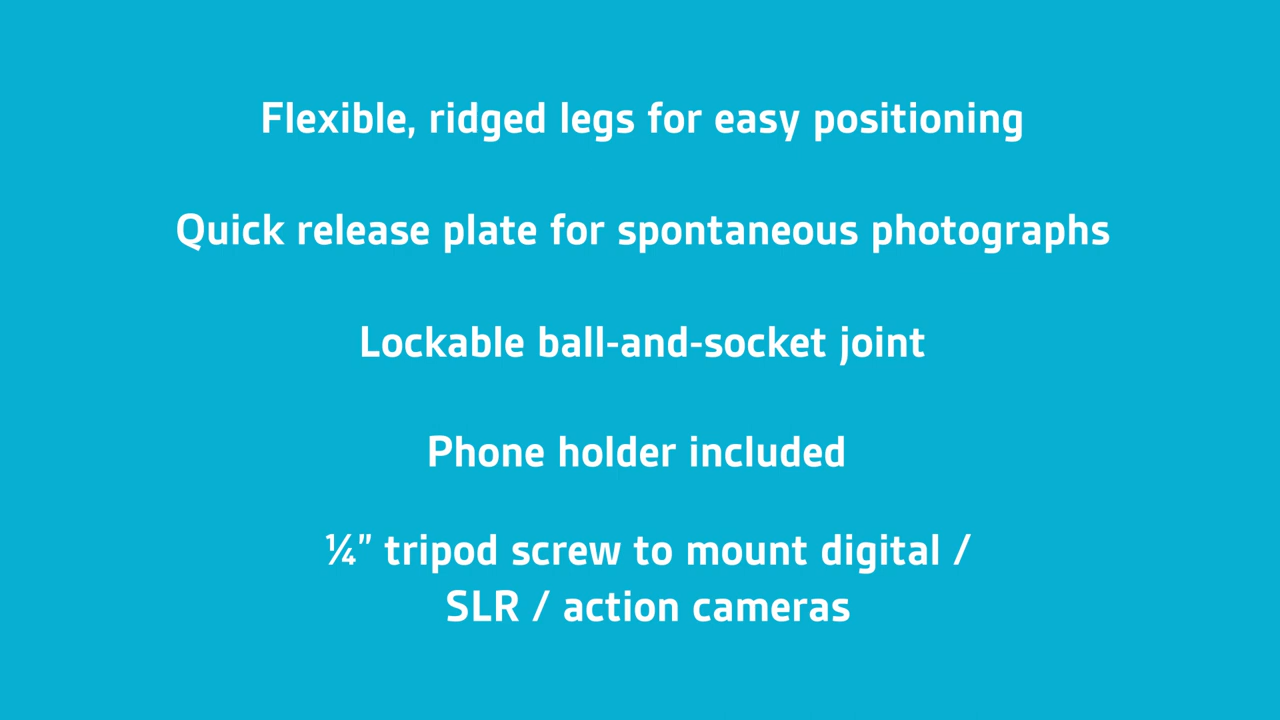 Flexible, ridged legs for easy positioning
Quick release plate for spontaneous photographs
Lockable ball-and-socket joint
Phone holder included
¼” tripod screw to mount digital /
SLR / action cameras